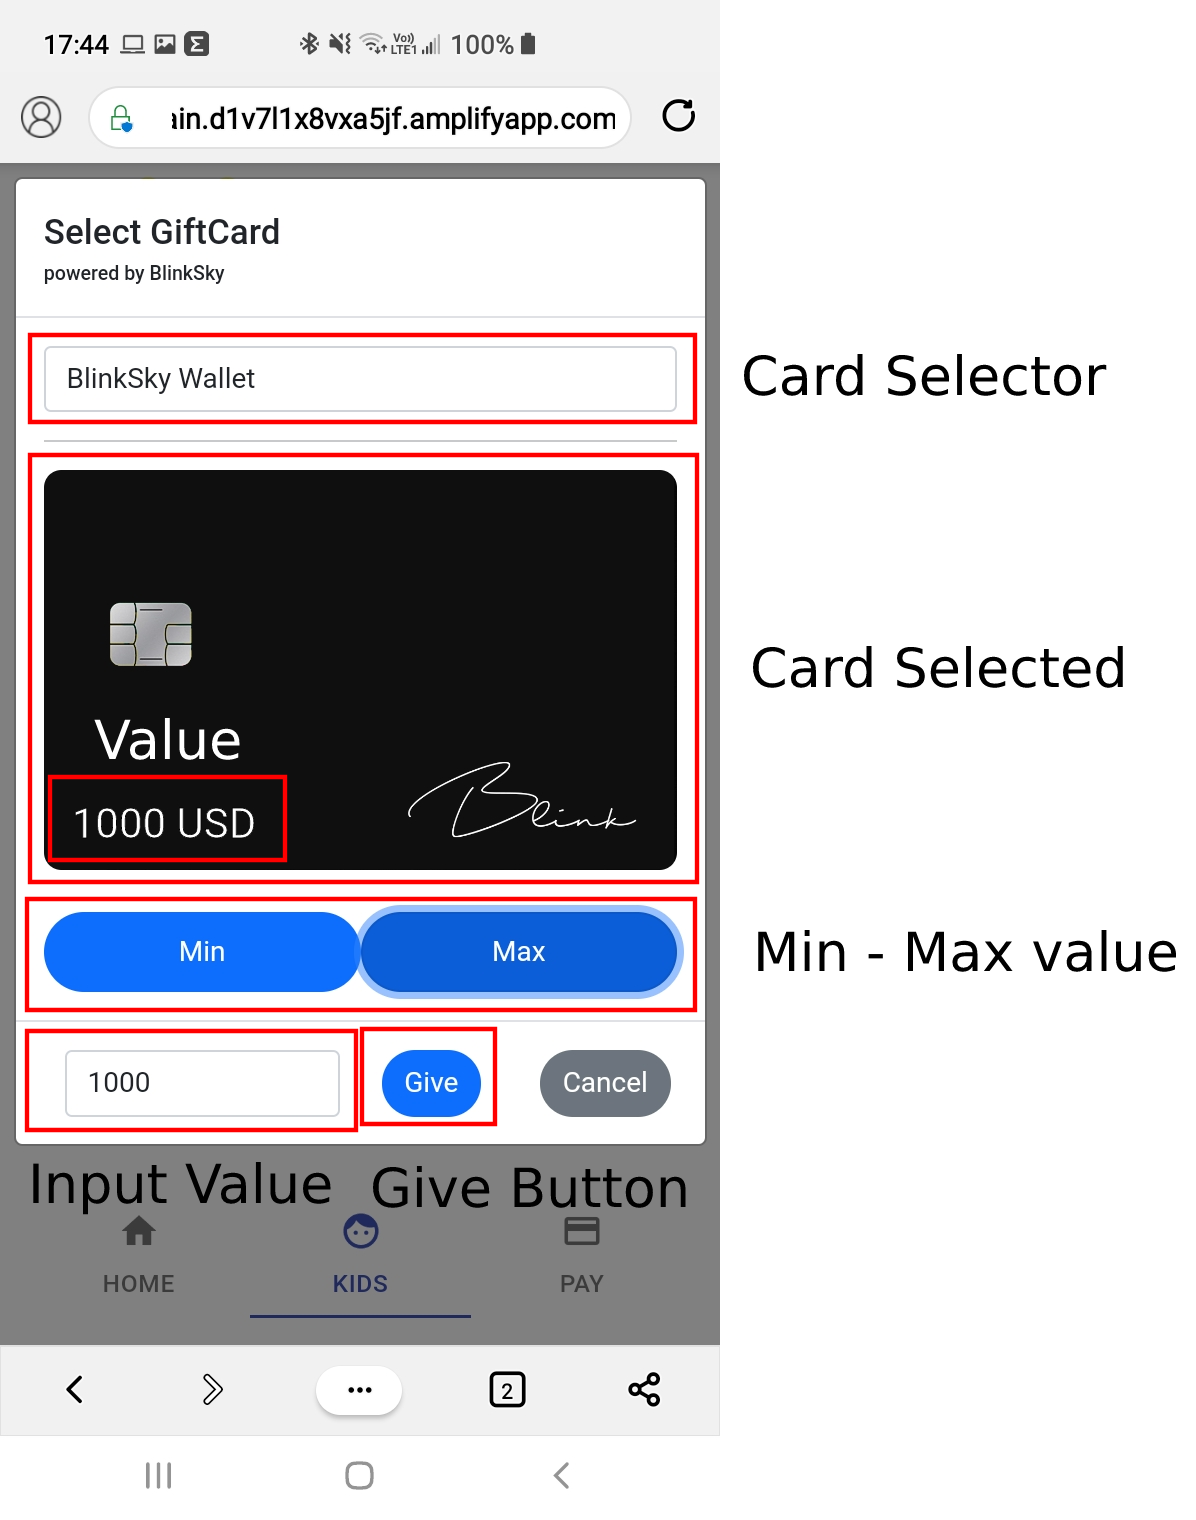 17:44 Vo)) LTE1 100%
ain.d1v7l1x8vxa5jf.amplifyapp.com
Select GiftCard
powered by BlinkSky
BlinkSky Wallet
Card Selector
Card Selected
Value
1000 USD
Blink
Min Max
Min - Max value
1000 Give Cancel
Input Value Give Button
HOME KIDS PAY
2